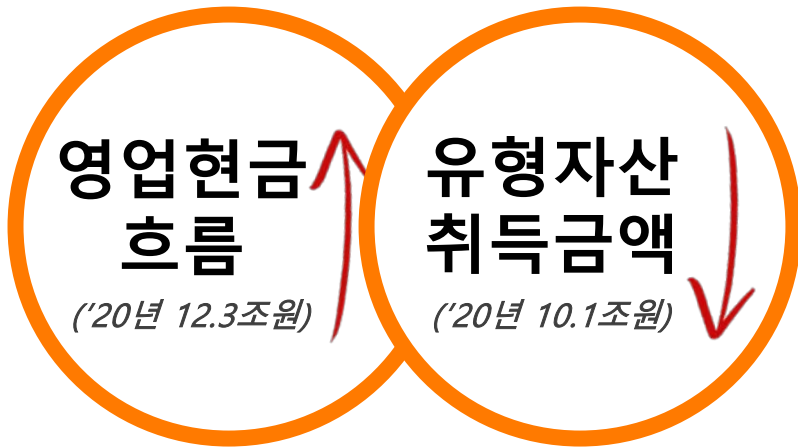 영업현금
흐름
('20년 12.3조원)
유형자산
취득금액
('20년 10.1조원)